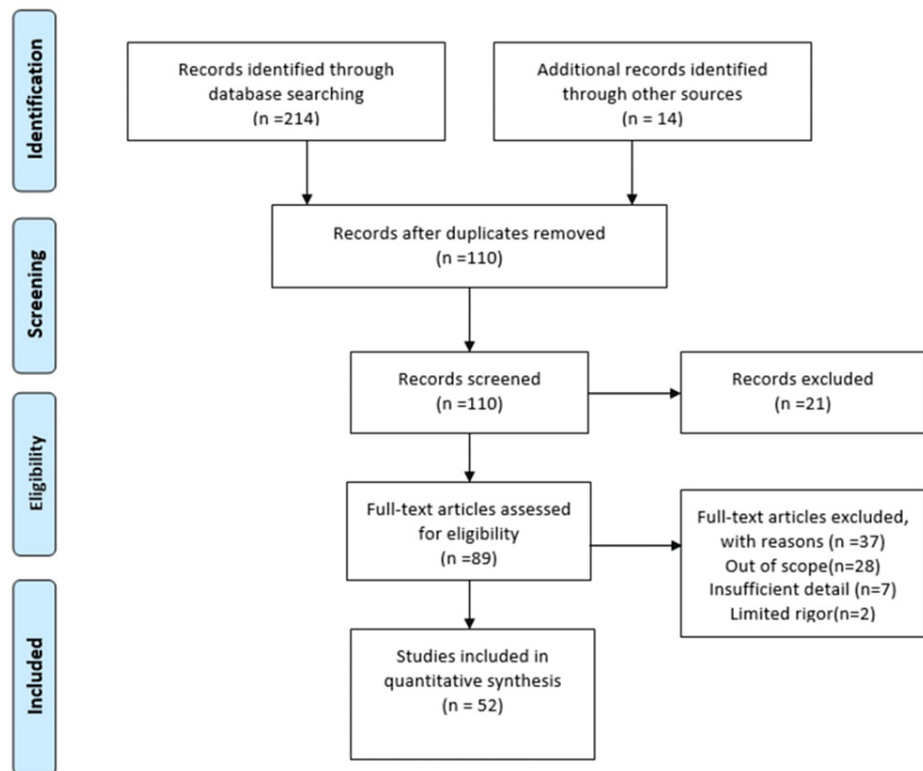 Identification
Records identified through
database searching
(n =214)
Additional records identified
through other sources
(n = 14)
Screening
Records after duplicates removed
(n =110)
Records screened
(n =110)
Records excluded
(n =21)
Eligibility
Full-text articles assessed
for eligibility
(n =89)
Full-text articles excluded,
with reasons (n =37)
Out of scope(n=28)
Insufficient detail (n=7)
Limited rigor(n=2)
Included
Studies included in
quantitative synthesis
(n = 52)